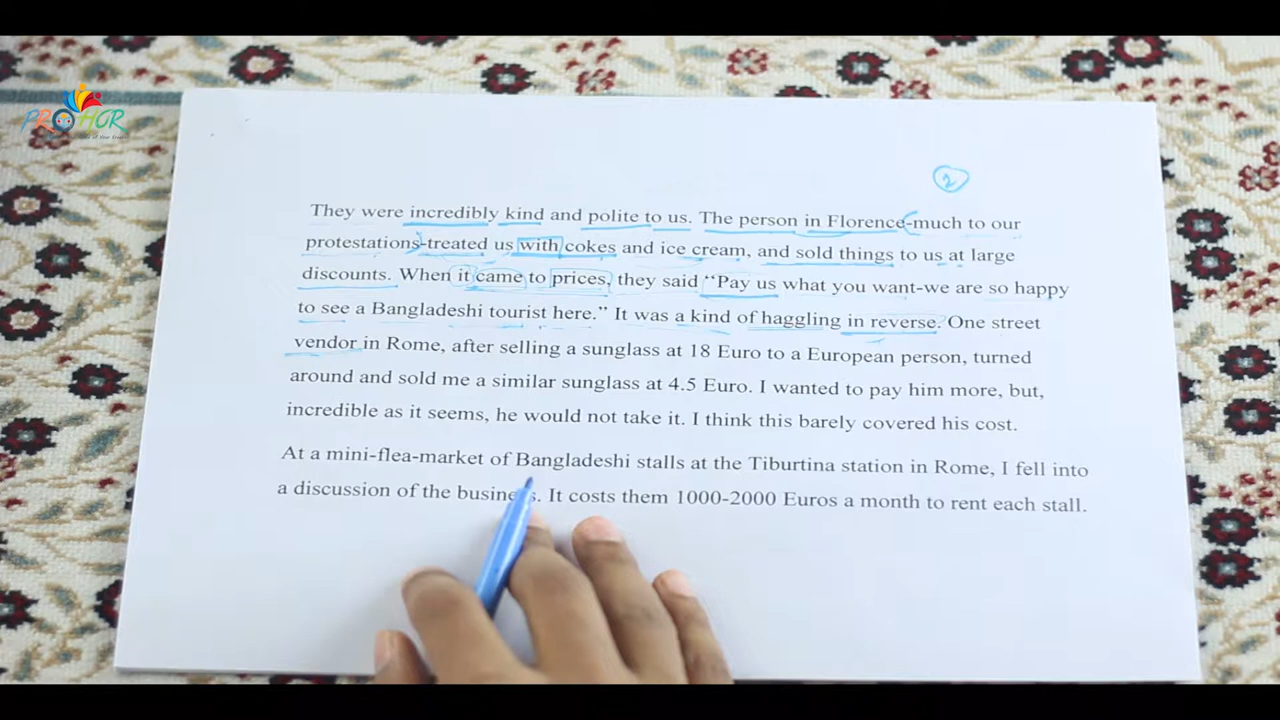 PROHOR
2
They were incredibly kind and polite to us. The person in Florence-much to our
protestations-treated us with cokes and ice cream, and sold things to us at large
discounts. When it came to prices, they said “Pay us what you want-we are so happy
to see a Bangladeshi tourist here.” It was a kind of haggling in reverse. One street
vendor in Rome, after selling a sunglass at 18 Euro to a European person, turned
around and sold me a similar sunglass at 4.5 Euro. I wanted to pay him more, but,
incredible as it seems, he would not take it. I think this barely covered his cost.
At a mini-flea-market of Bangladeshi stalls at the Tiburtina station in Rome, I fell into
a discussion of the business. It costs them 1000-2000 Euros a month to rent each stall.